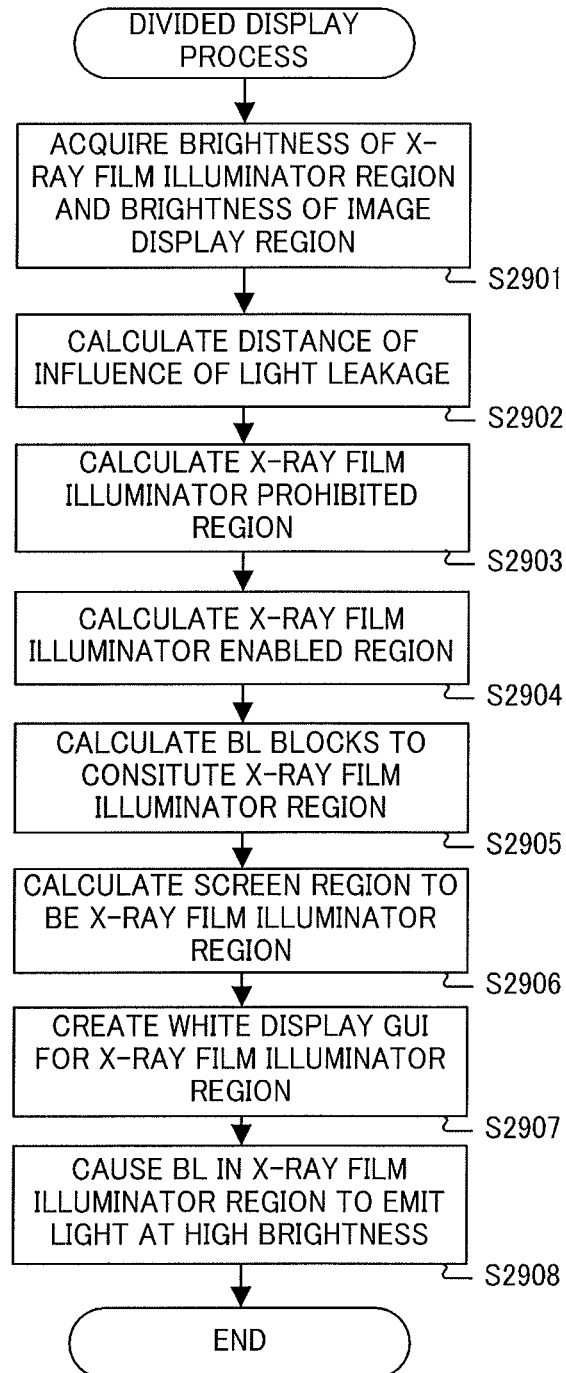 DIVIDED DISPLAY
PROCESS
ACQUIRE BRIGHTNESS OF X-
RAY FILM ILLUMINATOR REGION
AND BRIGHTNESS OF IMAGE
DISPLAY REGION
S2901
CALCULATE DISTANCE OF
INFLUENCE OF LIGHT LEAKAGE
S2902
CALCULATE X-RAY FILM
ILLUMINATOR PROHIBITED
REGION
S2903
CALCULATE X-RAY FILM
ILLUMINATOR ENABLED REGION
S2904
CALCULATE BL BLOCKS TO
CONSITUTE X-RAY FILM
ILLUMINATOR REGION
S2905
CALCULATE SCREEN REGION TO
BE X-RAY FILM ILLUMINATOR
REGION
S2906
CREATE WHITE DISPLAY GUI
FOR X-RAY FILM ILLUMINATOR
REGION
S2907
CAUSE BL IN X-RAY FILM
ILLUMINATOR REGION TO EMIT
LIGHT AT HIGH BRIGHTNESS
S2908
END